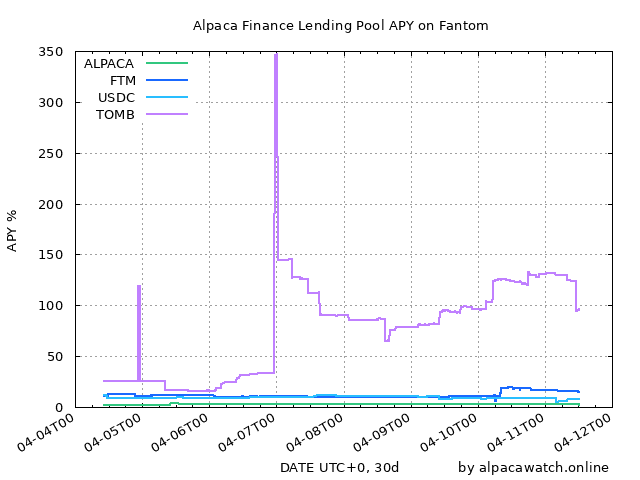 Alpaca Finance Lending Pool APY on Fantom
350
300
250
200
150
100
50
0
APY %
ALPACA
FTM
USDC
TOMB
04-04T00
04-05T00
04-06T00
04-07T00
04-08T00
04-09T00
04-10T00
04-11T00
04-12T00
DATE UTC+0, 30d
by alpacawatch.online